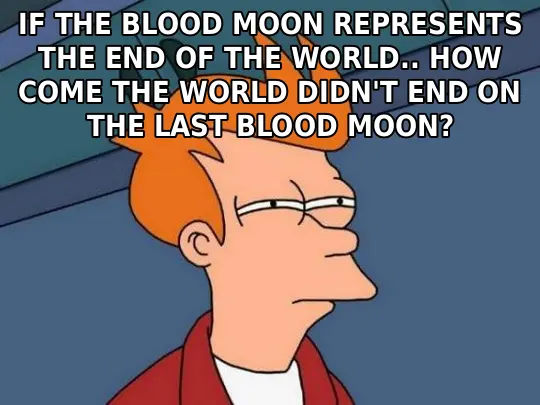 IF THE BLOOD MOON REPRESENTS
THE END OF THE WORLD.. HOW
COME THE WORLD DIDN'T END ON
THE LAST BLOOD MOON?